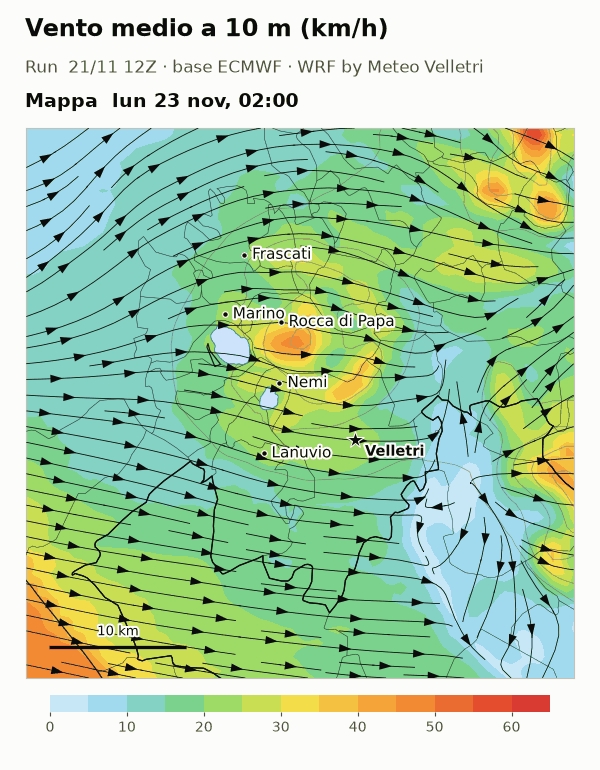 Vento medio a 10 m (km/h)
Run 21/11 12Z · base ECMWF · WRF by Meteo Velletri
Mappa lun 23 nov, 02:00
Frascati
Marino
Rocca di Papa
Nemi
Velletri
Lanuvio
10 km
0 10 20 30 40 50 60